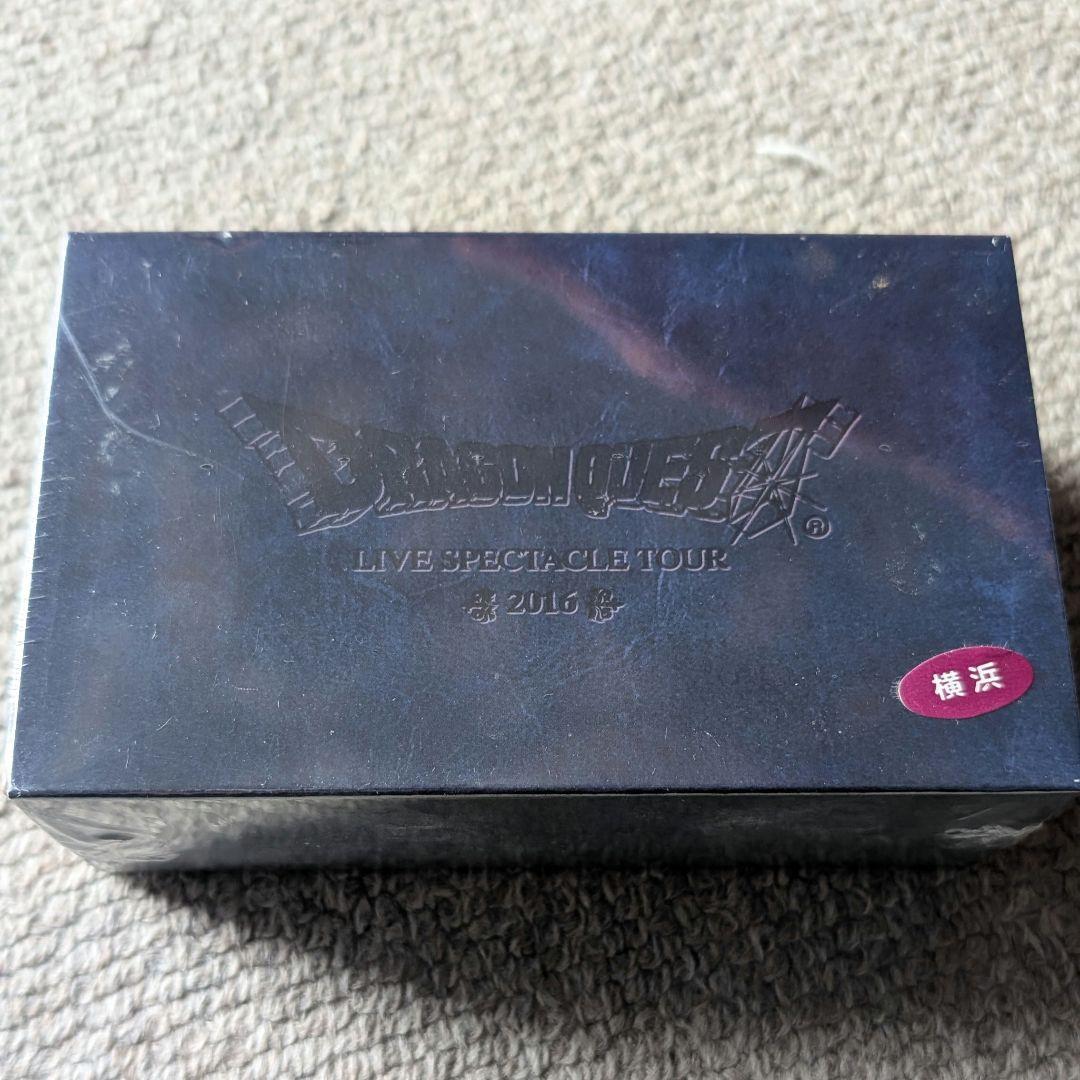 DRAGON QUEST®
LIVE SPECTACLE TOUR
2016
横浜